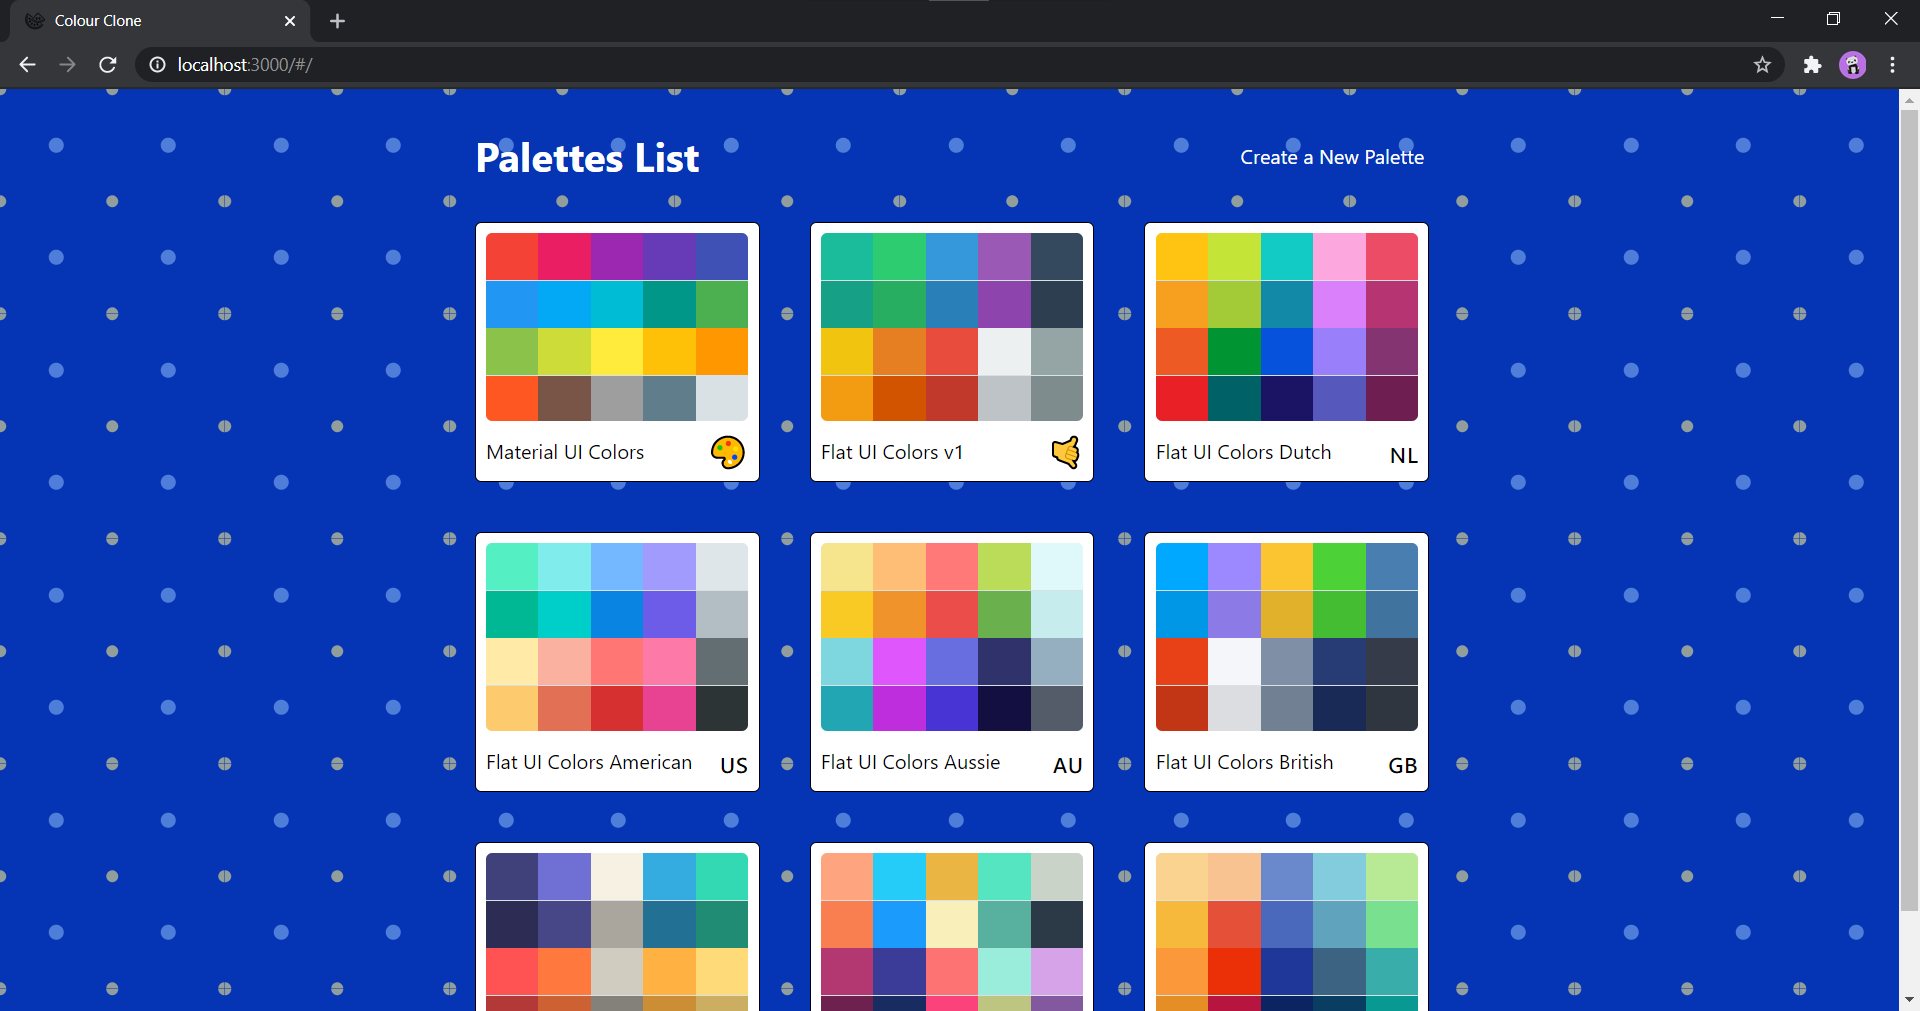 Colour Clone
localhost:3000/#/
Palettes List
Create a New Palette
Material UI Colors
Flat UI Colors v1
Flat UI Colors Dutch
NL
Flat UI Colors American
US
Flat UI Colors Aussie
AU
Flat UI Colors British
GB